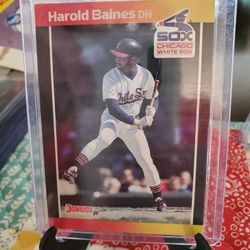 Harold Baines DH
SOX
CHICAGO
WHITE SOX
White Sox
DONRUSS